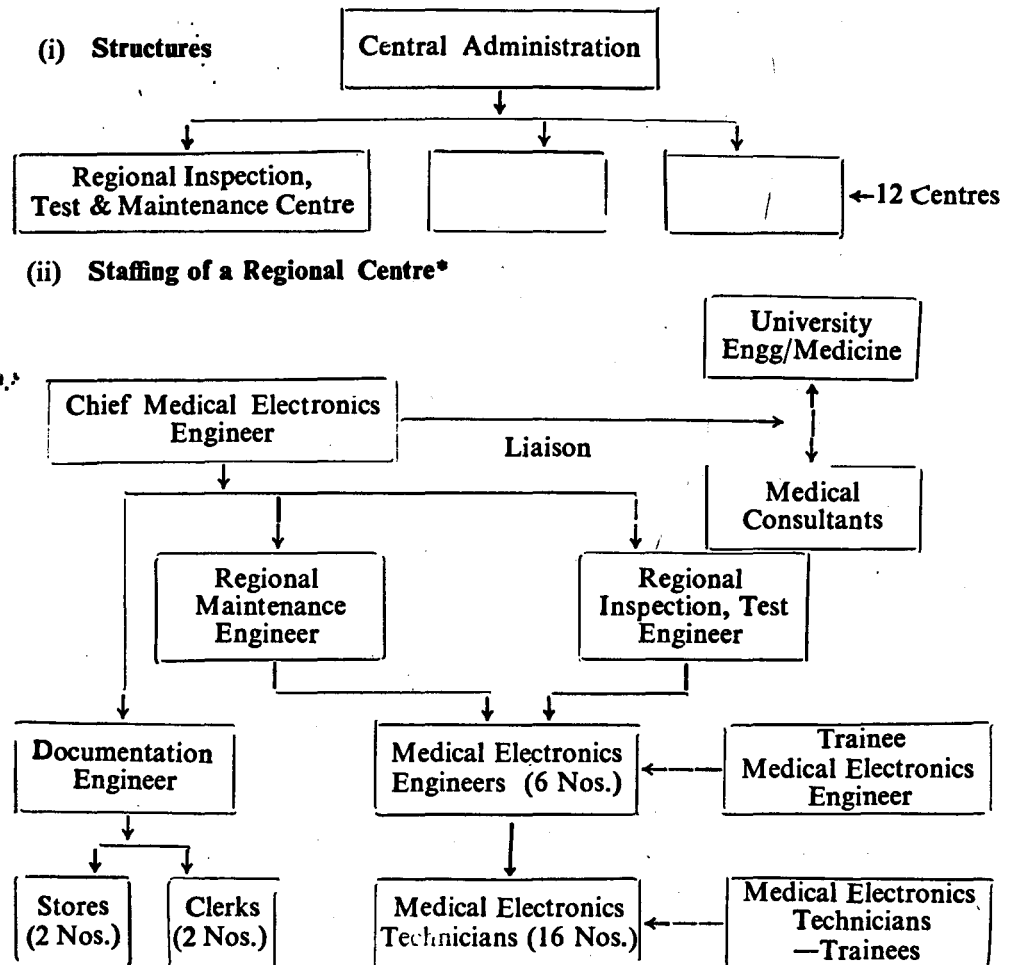 (i) Structures
Central Administration
Regional Inspection,
Test & Maintenance Centre
12 Centres
(ii) Staffing of a Regional Centre*
University
Engg/Medicine
Chief Medical Electronics
Engineer
Liaison
Medical
Consultants
Regional
Maintenance
Engineer
Regional
Inspection, Test
Engineer
Documentation
Engineer
Medical Electronics
Engineers (6 Nos.)
Trainee
Medical Electronics
Engineer
Stores
(2 Nos.)
Clerks
(2 Nos.)
Medical Electronics
Technicians (16 Nos.)
Medical Electronics
Technicians
—Trainees